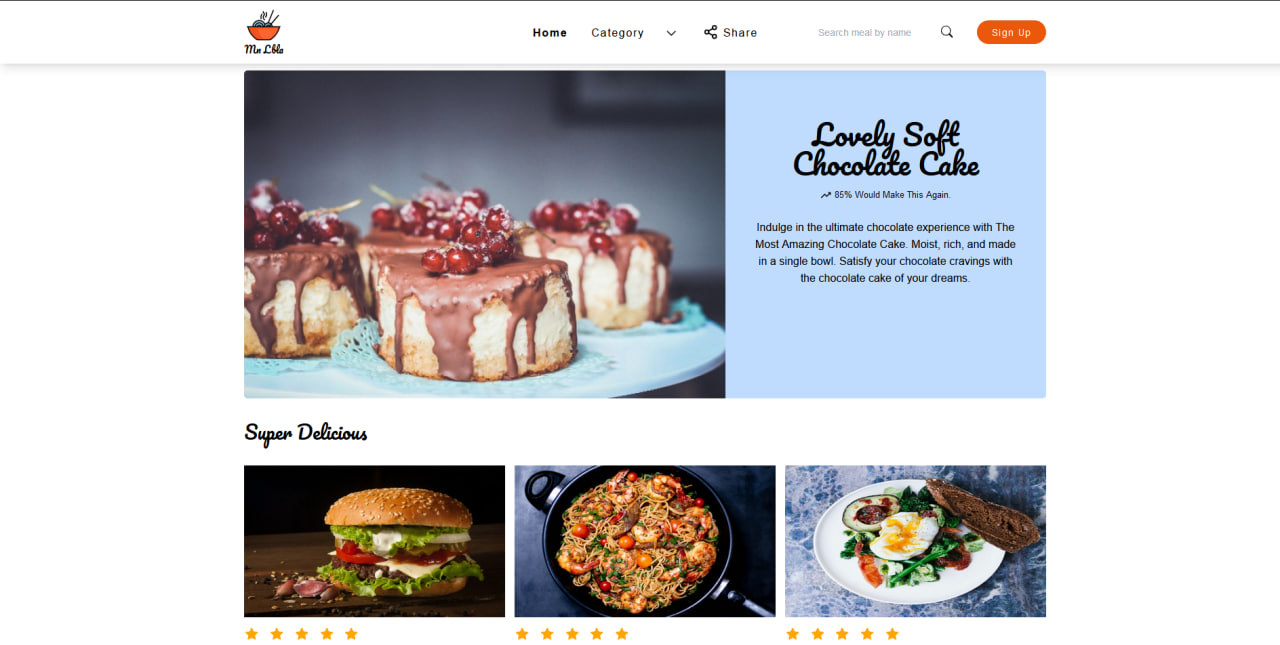 Mn Lbla
Home Category Share Search meal by name Sign Up
Lovely Soft
Chocolate Cake
85% Would Make This Again.
Indulge in the ultimate chocolate experience with The
Most Amazing Chocolate Cake. Moist, rich, and made
in a single bowl. Satisfy your chocolate cravings with
the chocolate cake of your dreams.
Super Delicious